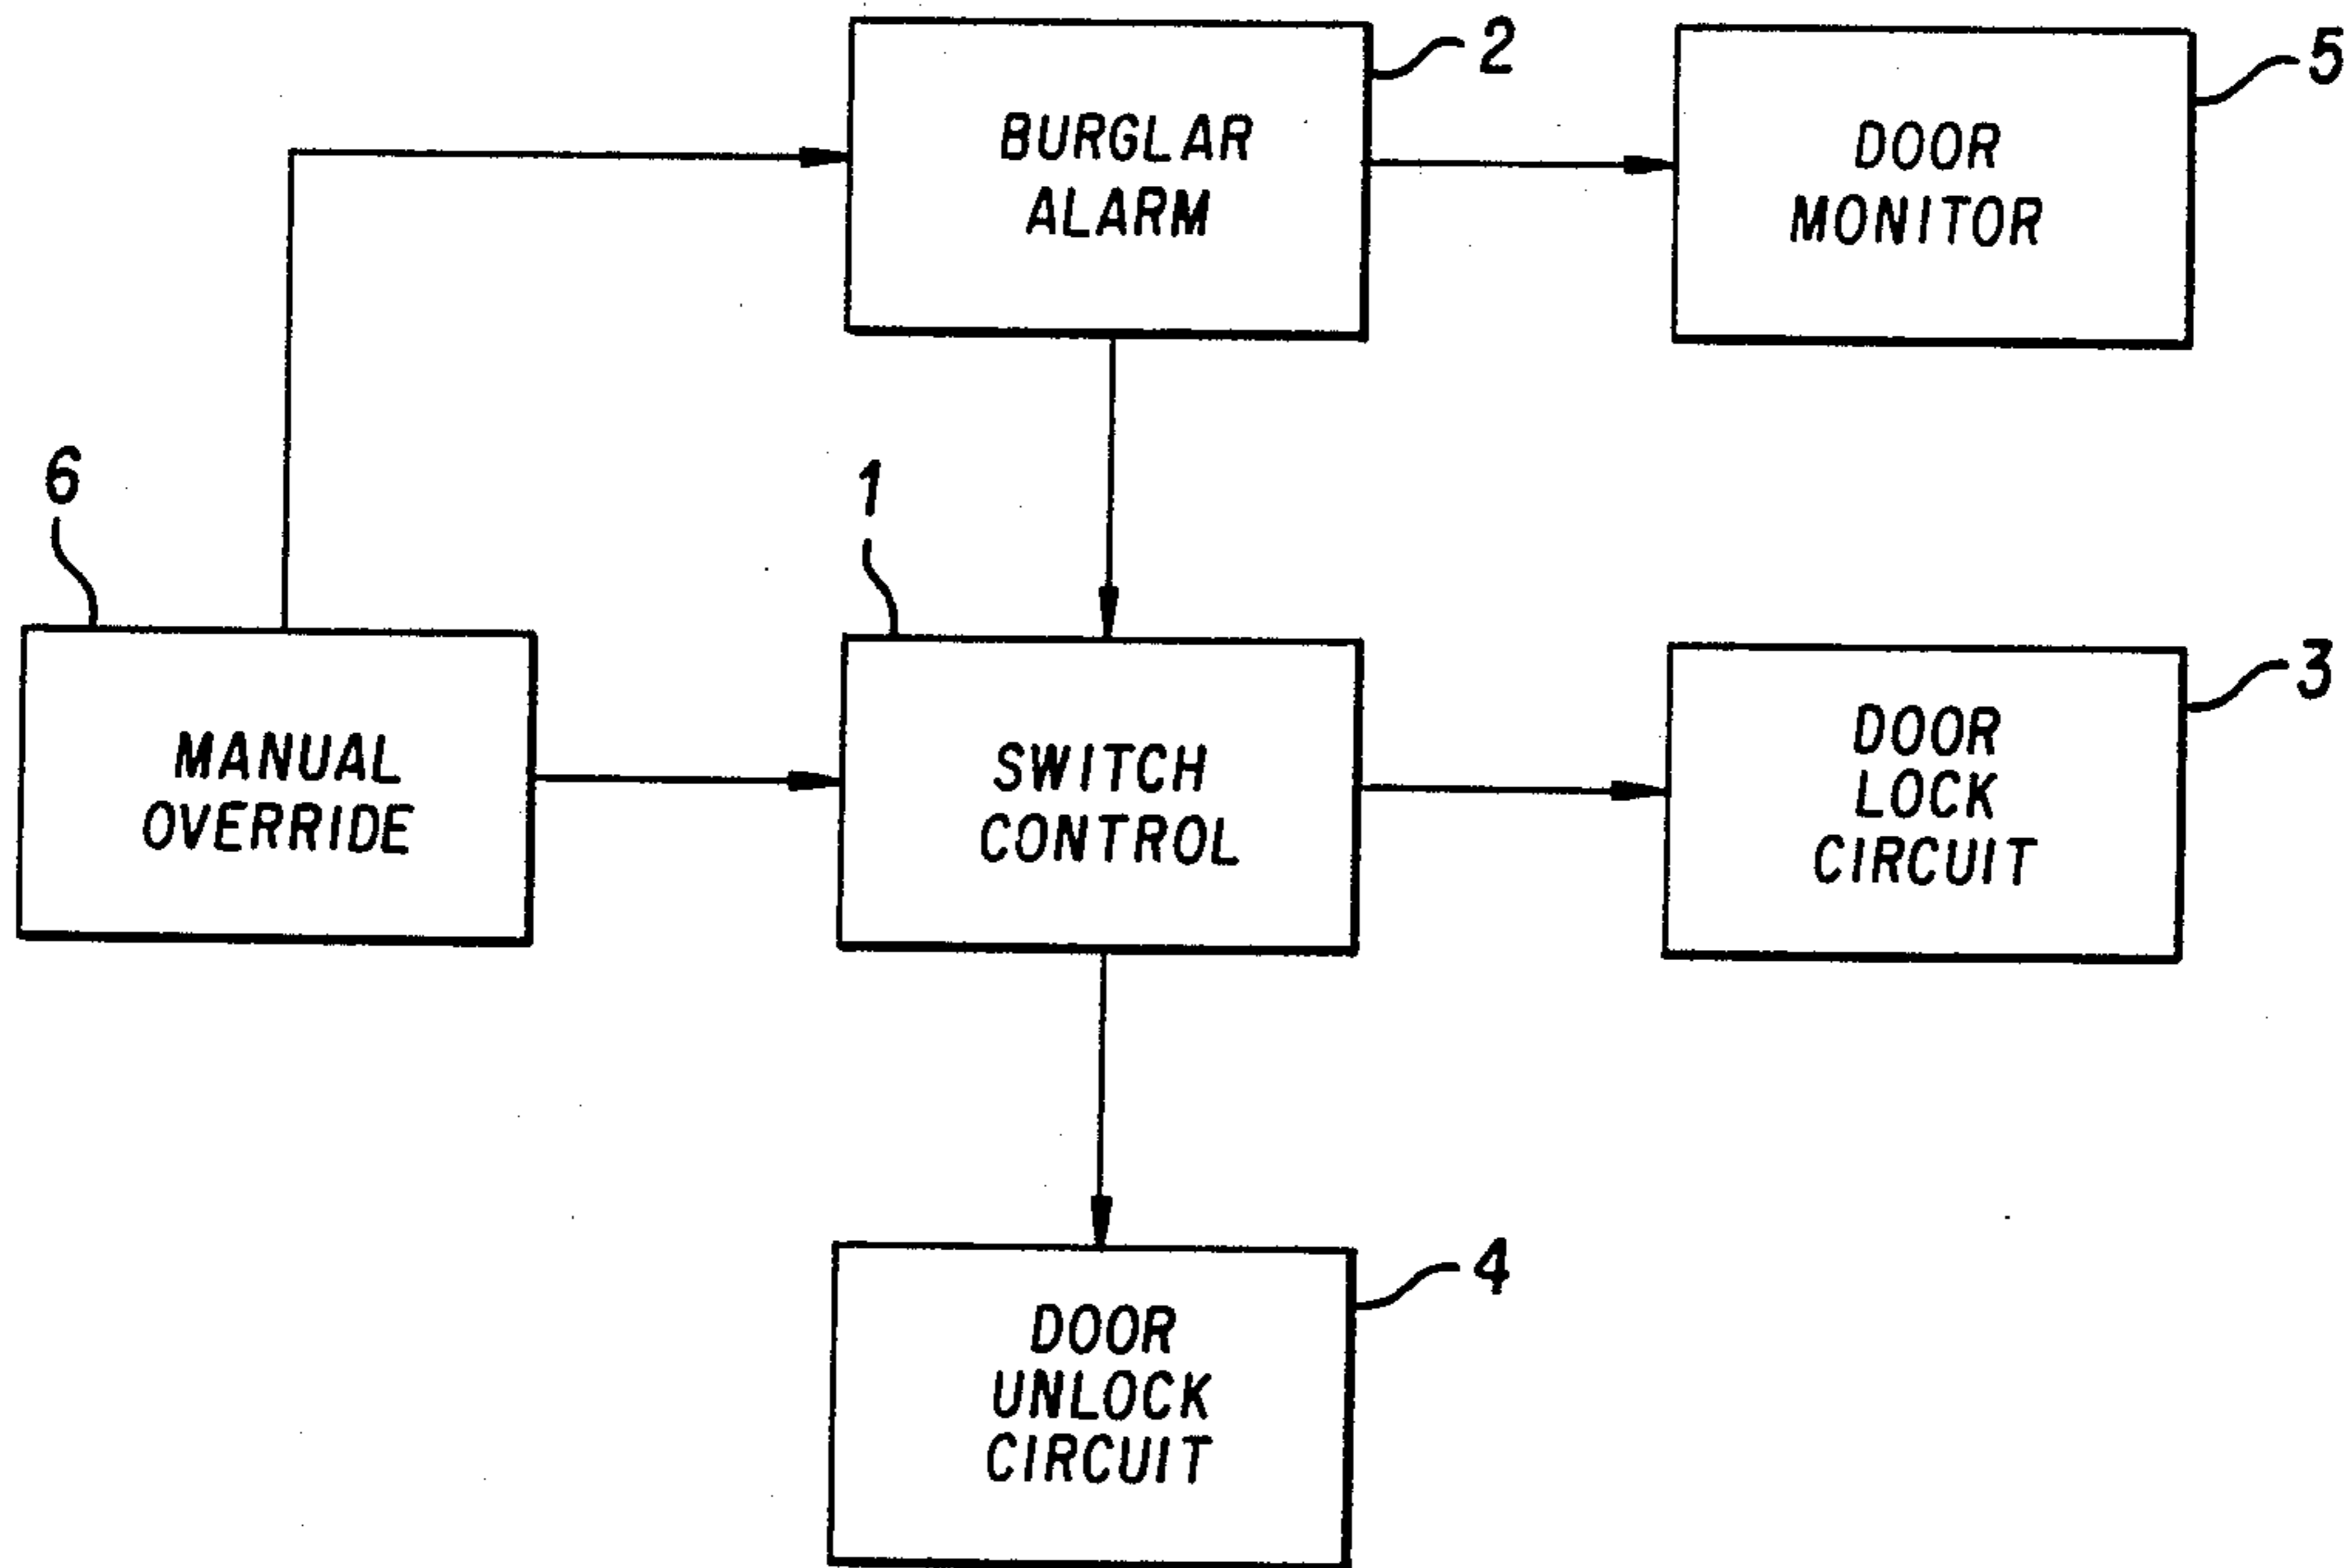 2
5
BURGLAR
ALARM
DOOR
MONITOR
6
1
3
MANUAL
OVERRIDE
SWITCH
CONTROL
DOOR
LOCK
CIRCUIT
4
DOOR
UNLOCK
CIRCUIT